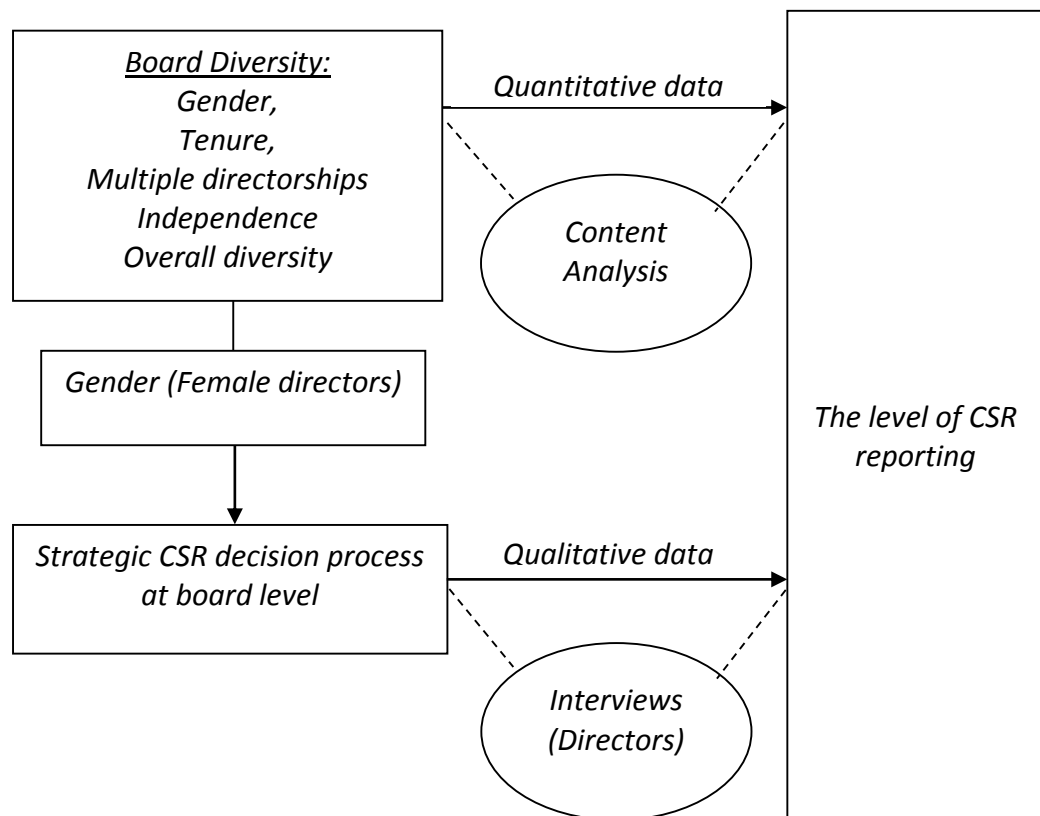 Board Diversity:
Gender,
Tenure,
Multiple directorships
Independence
Overall diversity
Quantitative data
Content
Analysis
Gender (Female directors)
The level of CSR
reporting
Strategic CSR decision process
at board level
Qualitative data
Interviews
(Directors)